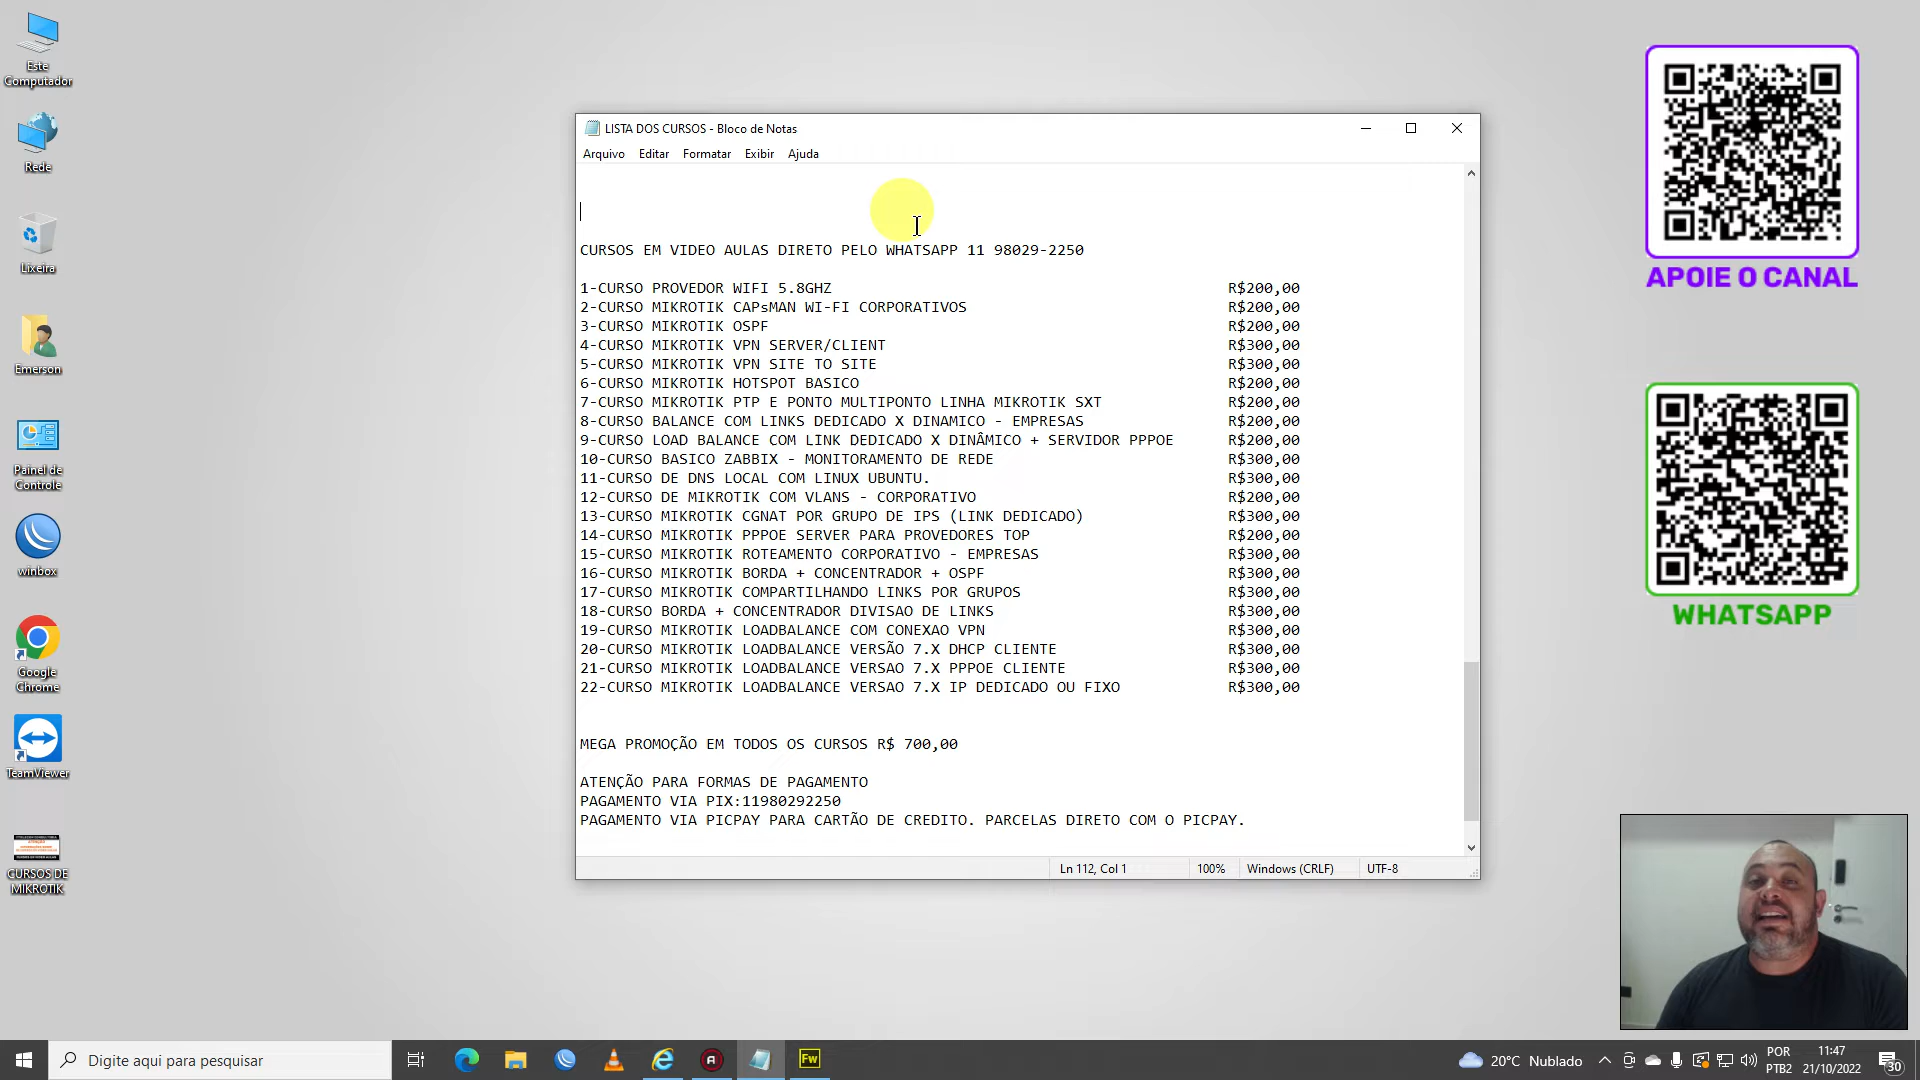 Este
Computador
Rede
Lixeira
Emerson
Painel de
Controle
winbox
Google
Chrome
TeamViewer
CURSOS DE
MIKROTIK
LISTA DOS CURSOS - Bloco de Notas
Arquivo Editar Formatar Exibir Ajuda
CURSOS EM VIDEO AULAS DIRETO PELO WHATSAPP 11 98029-2250
1-CURSO PROVEDOR WIFI 5.8GHZ R$200,00
2-CURSO MIKROTIK CAPsMAN WI-FI CORPORATIVOS R$200,00
3-CURSO MIKROTIK OSPF R$200,00
4-CURSO MIKROTIK VPN SERVER/CLIENT R$300,00
5-CURSO MIKROTIK VPN SITE TO SITE R$300,00
6-CURSO MIKROTIK HOTSPOT BASICO R$200,00
7-CURSO MIKROTIK PTP E PONTO MULTIPONTO LINHA MIKROTIK SXT R$200,00
8-CURSO BALANCE COM LINKS DEDICADO X DINAMICO - EMPRESAS R$200,00
9-CURSO LOAD BALANCE COM LINK DEDICADO X DINÂMICO + SERVIDOR PPPOE R$200,00
10-CURSO BASICO ZABBIX - MONITORAMENTO DE REDE R$300,00
11-CURSO DE DNS LOCAL COM LINUX UBUNTU. R$300,00
12-CURSO DE MIKROTIK COM VLANS - CORPORATIVO R$200,00
13-CURSO MIKROTIK CGNAT POR GRUPO DE IPS (LINK DEDICADO) R$300,00
14-CURSO MIKROTIK PPPOE SERVER PARA PROVEDORES TOP R$200,00
15-CURSO MIKROTIK ROTEAMENTO CORPORATIVO - EMPRESAS R$300,00
16-CURSO MIKROTIK BORDA + CONCENTRADOR + OSPF R$300,00
17-CURSO MIKROTIK COMPARTILHANDO LINKS POR GRUPOS R$300,00
18-CURSO BORDA + CONCENTRADOR DIVISAO DE LINKS R$300,00
19-CURSO MIKROTIK LOADBALANCE COM CONEXAO VPN R$300,00
20-CURSO MIKROTIK LOADBALANCE VERSÃO 7.X DHCP CLIENTE R$300,00
21-CURSO MIKROTIK LOADBALANCE VERSAO 7.X PPPOE CLIENTE R$300,00
22-CURSO MIKROTIK LOADBALANCE VERSAO 7.X IP DEDICADO OU FIXO R$300,00
MEGA PROMOÇÃO EM TODOS OS CURSOS R$ 700,00
ATENÇÃO PARA FORMAS DE PAGAMENTO
PAGAMENTO VIA PIX:11980292250
PAGAMENTO VIA PICPAY PARA CARTÃO DE CREDITO. PARCELAS DIRETO COM O PICPAY.
Ln 112, Col 1 100% Windows (CRLF) UTF-8
APOIE O CANAL
WHATSAPP
Digite aqui para pesquisar
Fw
20°C Nublado
POR
PTB2
11:47
21/10/2022
30